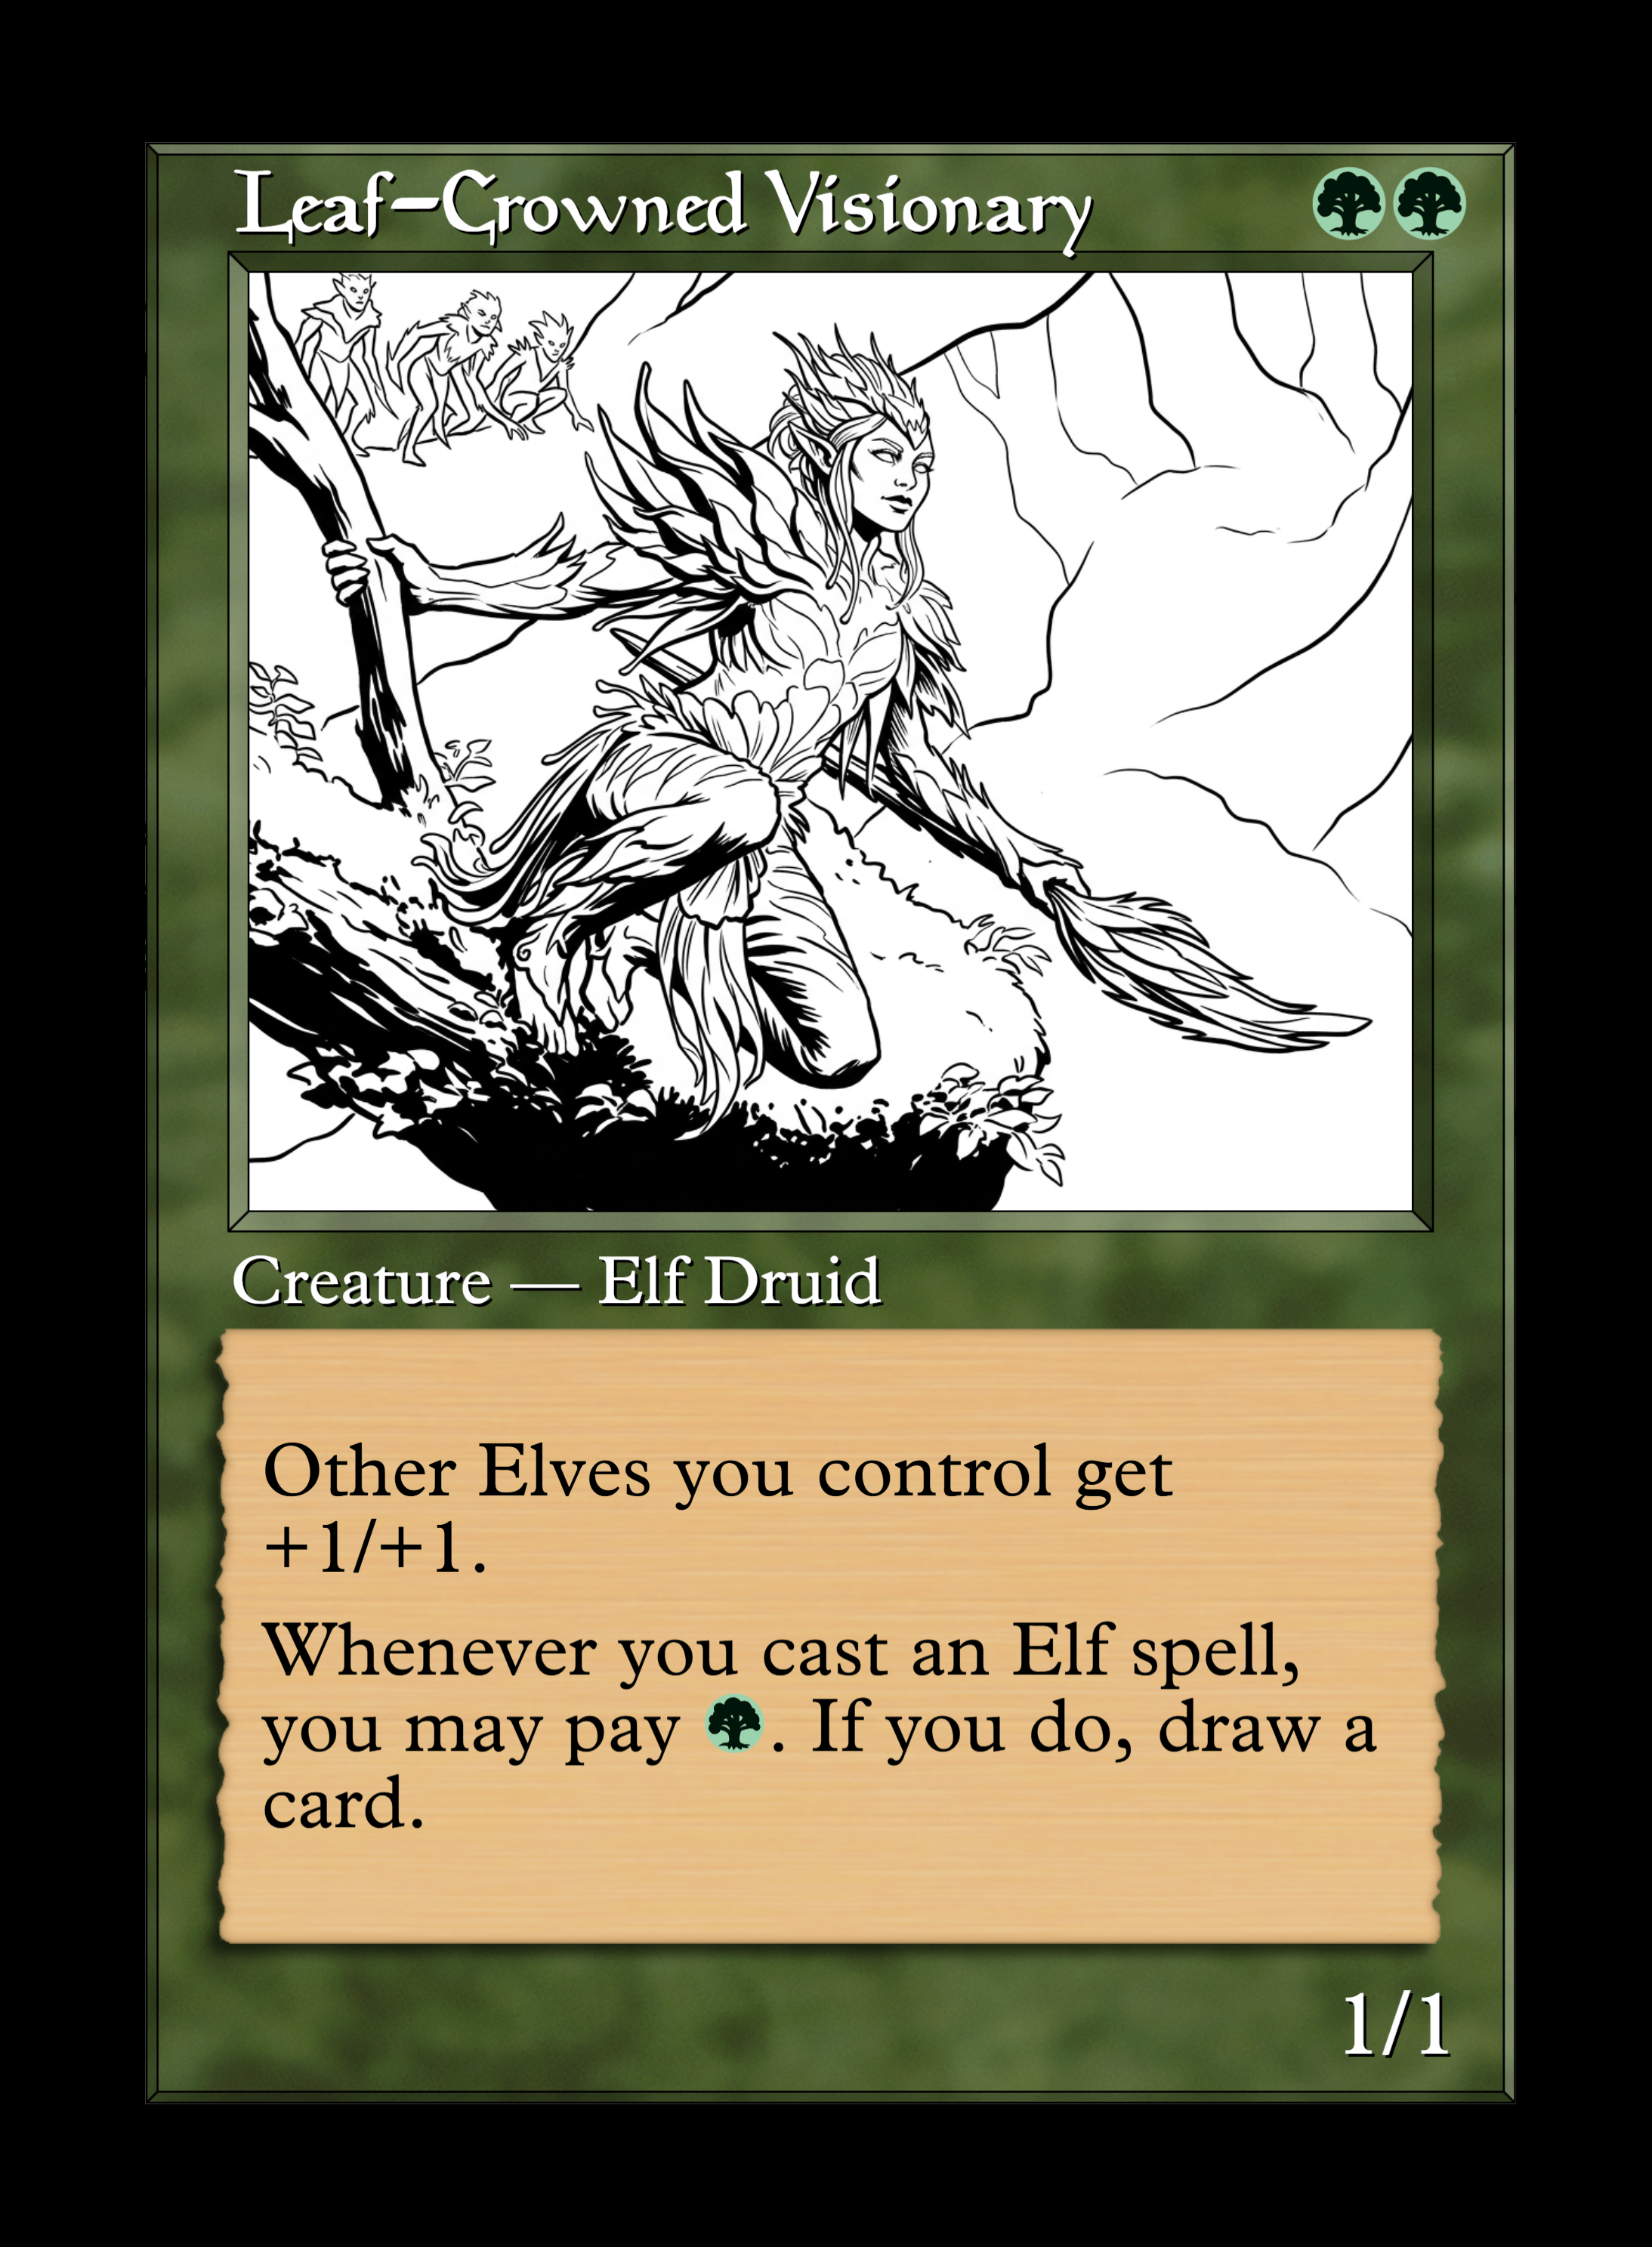 Leaf-Crowned Visionary
Creature — Elf Druid
Other Elves you control get
+1/+1.
Whenever you cast an Elf spell,
you may pay . If you do, draw a
card.
1/1